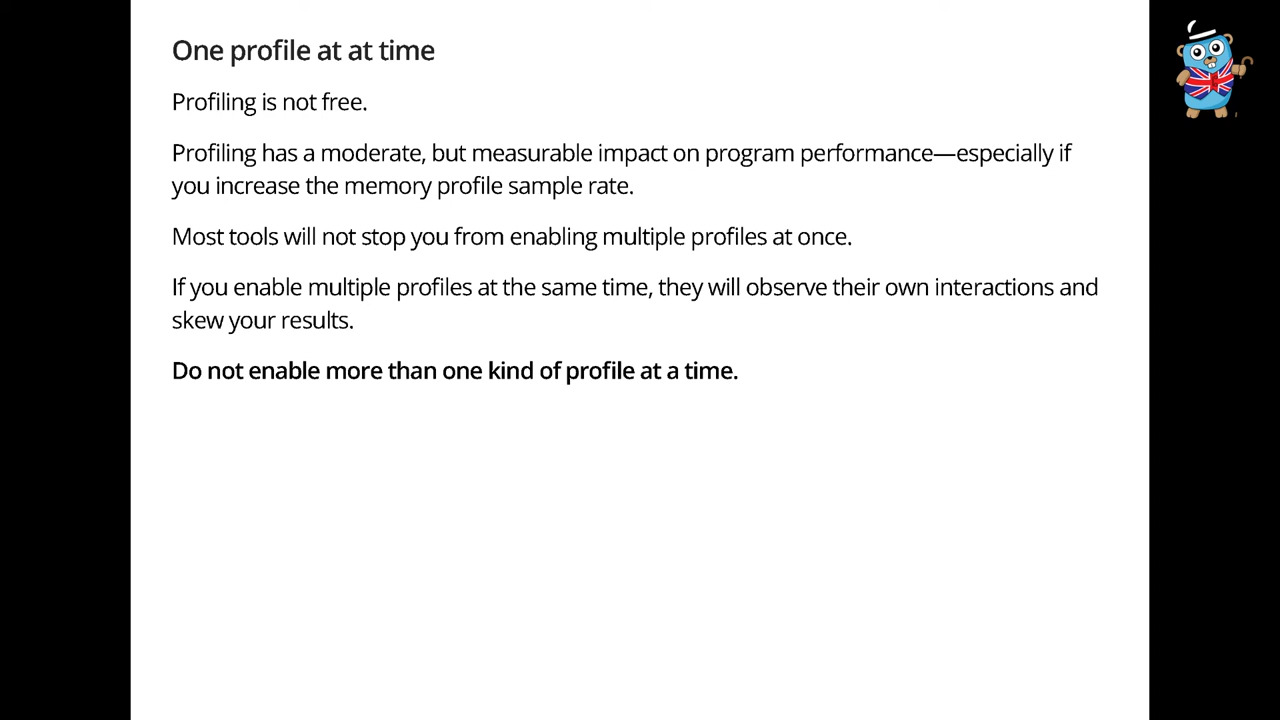 One profile at at time
Profiling is not free.
Profiling has a moderate, but measurable impact on program performance—especially if
you increase the memory profile sample rate.
Most tools will not stop you from enabling multiple profiles at once.
If you enable multiple profiles at the same time, they will observe their own interactions and
skew your results.
Do not enable more than one kind of profile at a time.